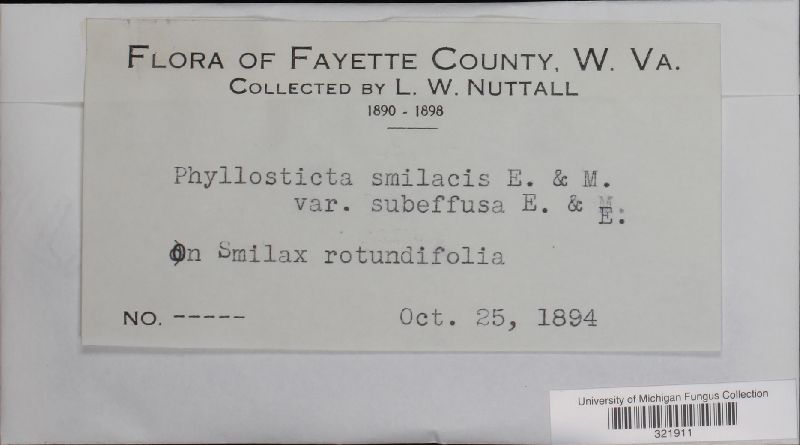 FLORA OF FAYETTE COUNTY, W. VA.
COLLECTED BY L. W. NUTTALL
1890 - 1898
Phyllosticta smilacis E. & M.
var. subeffusa E. & E.
On Smilax rotundifolia
NO. ----- Oct. 25, 1894
University of Michigan Fungus Collection
321911